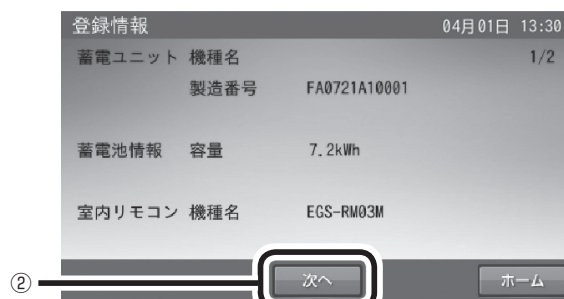 登録情報 04月01日 13:30
蓄電ユニット 機種名 1/2
製造番号 FA0721A10001
蓄電池情報 容量 7.2kWh
室内リモコン 機種名 EGS-RM03M
② 次へ ホーム